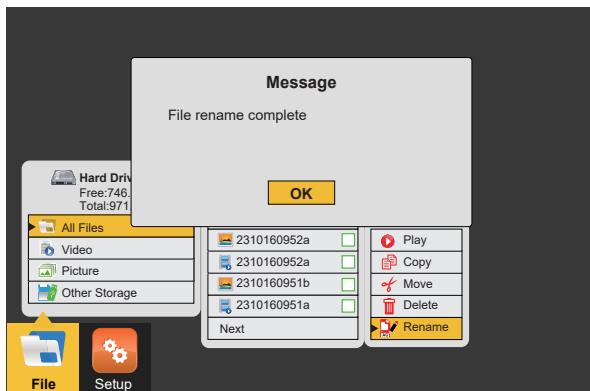 Message
File rename complete
OK
Hard Driv
Free:746.
Total:971.
All Files
Video
Picture
Other Storage
2310160952a
2310160952a
2310160951b
2310160951a
Next
Play
Copy
Move
Delete
Rename
File
Setup